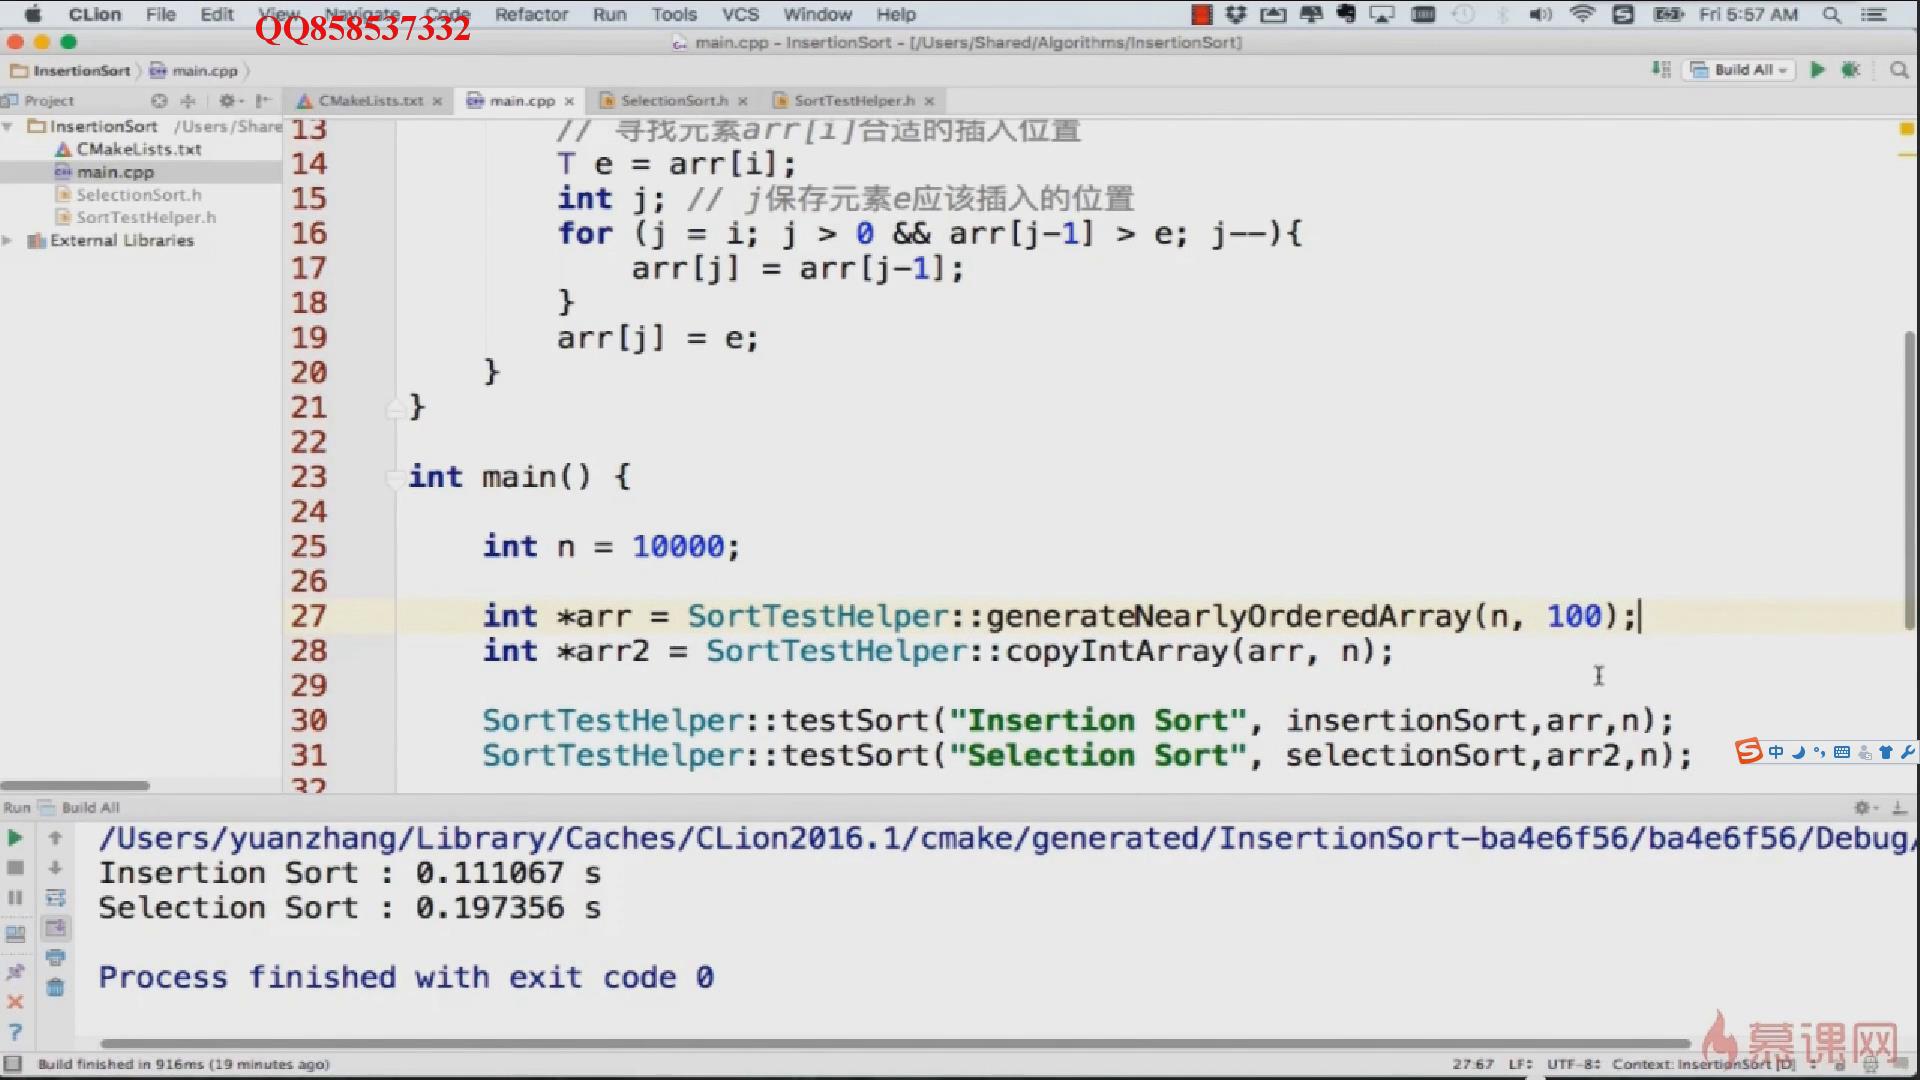 CLion File Edit View Navigate Code Refactor Run Tools VCS Window Help Fri 5:57 AM
QQ858537332
main.cpp - InsertionSort - [/Users/Shared/Algorithms/InsertionSort]
InsertionSort main.cpp Build All
Project CMakeLists.txt main.cpp SelectionSort.h SortTestHelper.h
InsertionSort /Users/Share
CMakeLists.txt
main.cpp
SelectionSort.h
SortTestHelper.h
External Libraries
13 // 寻找元素arr[i]合适的插入位置
14 T e = arr[i];
15 int j; // j保存元素e应该插入的位置
16 for (j = i; j > 0 && arr[j-1] > e; j--){
17 arr[j] = arr[j-1];
18 }
19 arr[j] = e;
20 }
21 }
22
23 int main() {
24
25 int n = 10000;
26
27 int *arr = SortTestHelper::generateNearlyOrderedArray(n, 100);
28 int *arr2 = SortTestHelper::copyIntArray(arr, n);
29
30 SortTestHelper::testSort("Insertion Sort", insertionSort,arr,n);
31 SortTestHelper::testSort("Selection Sort", selectionSort,arr2,n);
32
中
Run Build All
/Users/yuanzhang/Library/Caches/CLion2016.1/cmake/generated/InsertionSort-ba4e6f56/ba4e6f56/Debug/
Insertion Sort : 0.111067 s
Selection Sort : 0.197356 s
Process finished with exit code 0
慕课网
Build finished in 916ms (19 minutes ago) 27:67 LF: UTF-8: Context: InsertionSort [D]